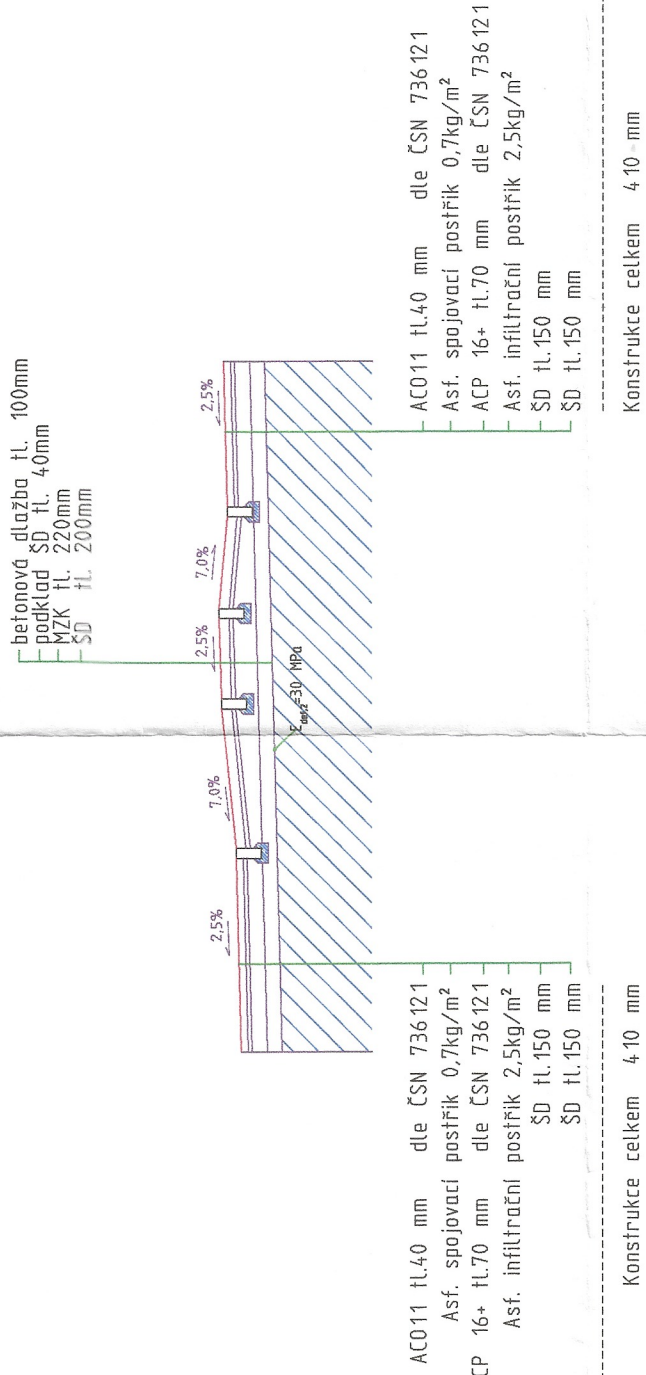 betonová dlažba tl. 100mm
podklad ŠD tl. 40mm
MZK tl. 220mm
ŠD tl. 200mm
2,5%
7,0%
2,5%
7,0%
2,5%
=30 MPa
AC011 tl.40 mm dle ČSN 736121
Asf. spojovací postřik 0,7kg/m²
CP 16+ tl.70 mm dle ČSN 736121
Asf. infiltrační postřik 2,5kg/m²
ŠD tl.150 mm
ŠD tl.150 mm
Konstrukce celkem 410 mm
AC011 tl.40 mm dle ČSN 736121
Asf. spojovací postřik 0,7kg/m²
ACP 16+ tl.70 mm dle ČSN 736121
Asf. infiltrační postřik 2,5kg/m²
ŠD tl.150 mm
ŠD tl.150 mm
Konstrukce celkem 410 mm